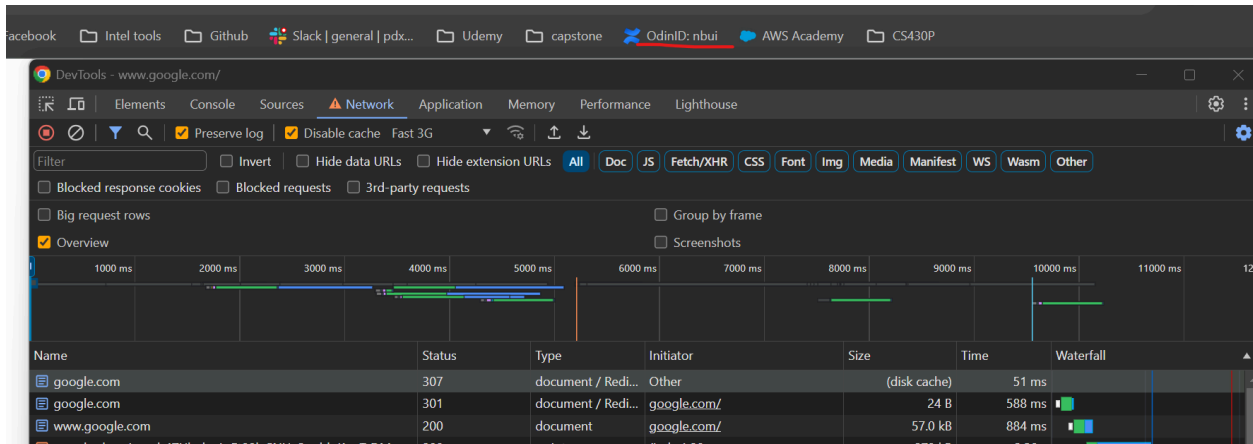 Facebook Intel tools Github Slack | general | pdx... Udemy capstone OdinID: nbui AWS Academy CS430P
DevTools - www.google.com/
Elements Console Sources Network Application Memory Performance Lighthouse
Preserve log Disable cache Fast 3G
Filter Invert Hide data URLs Hide extension URLs All Doc JS Fetch/XHR CSS Font Img Media Manifest WS Wasm Other
Blocked response cookies Blocked requests 3rd-party requests
Big request rows Group by frame
Overview Screenshots
1000 ms 2000 ms 3000 ms 4000 ms 5000 ms 6000 ms 7000 ms 8000 ms 9000 ms 10000 ms 11000 ms 12
Name Status Type Initiator Size Time Waterfall
google.com 307 document / Redi... Other (disk cache) 51 ms
google.com 301 document / Redi... google.com/ 24 B 588 ms
www.google.com 200 document google.com/ 57.0 kB 884 ms